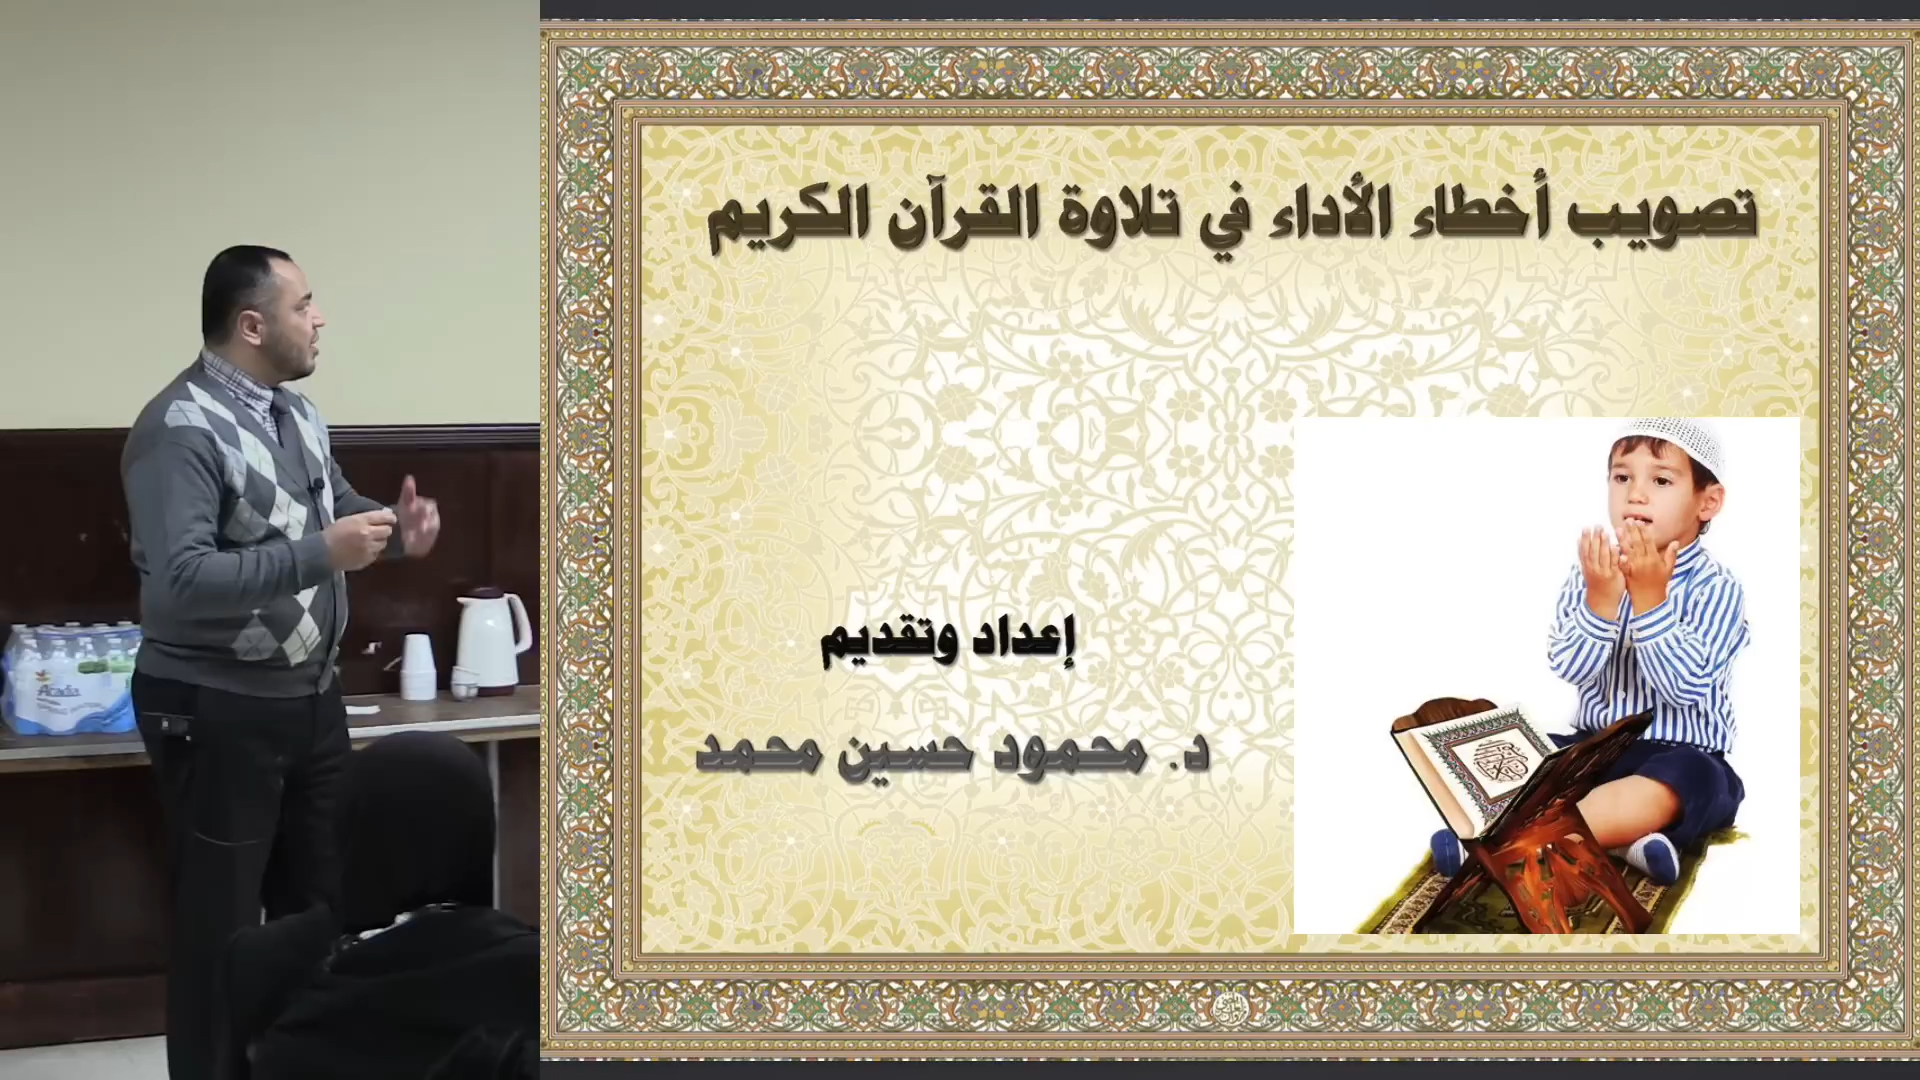 تصويب أخطاء الأداء في تلاوة القرآن الكريم
إعداد وتقديم
د. محمود حسين محمد